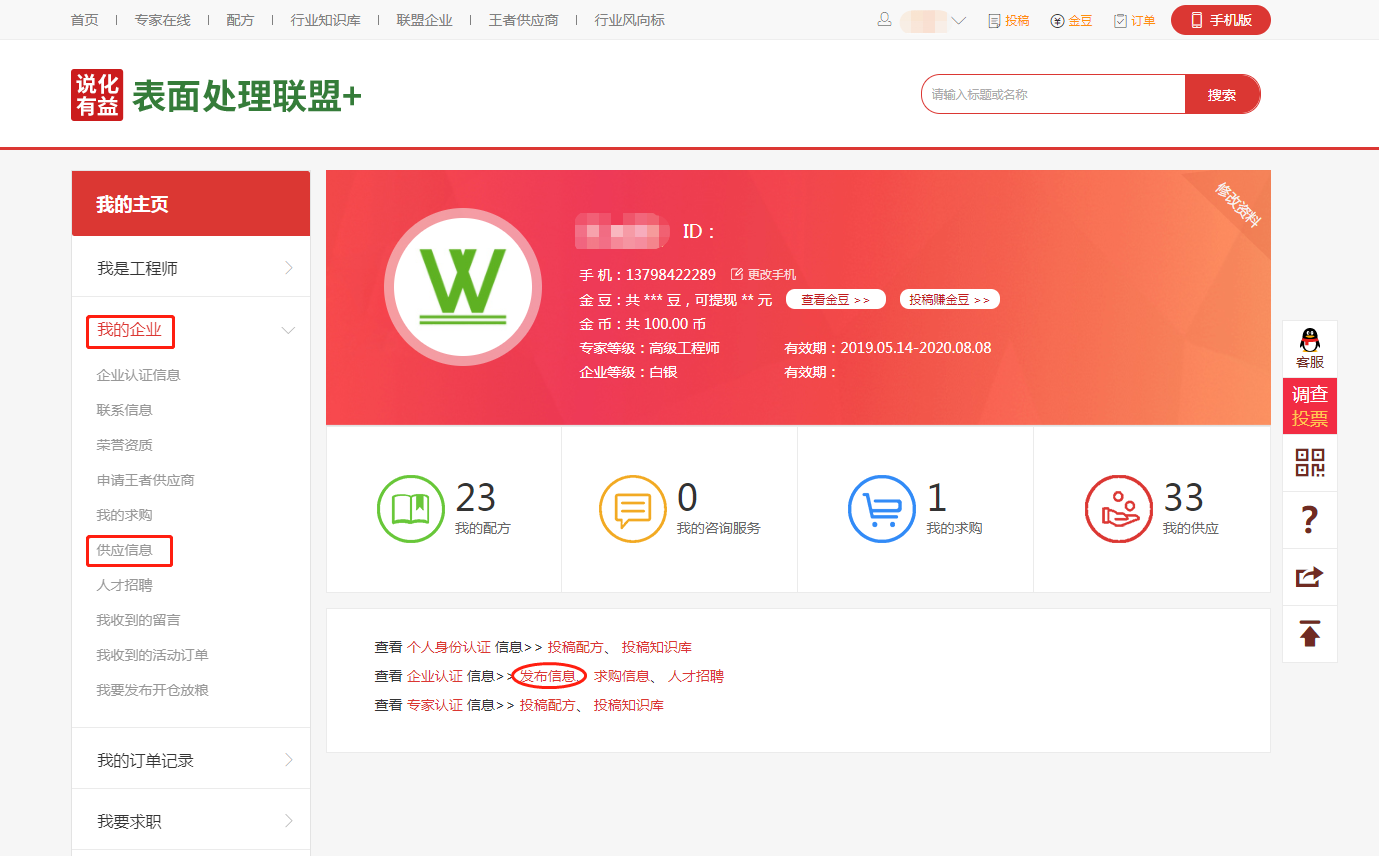 首页 | 专家在线 | 配方 | 行业知识库 | 联盟企业 | 王者供应商 | 行业风向标
投稿 金豆 订单 手机版
说化有益
表面处理联盟+
请输入标题或名称 搜索
我的主页
我是工程师
我的企业
企业认证信息
联系信息
荣誉资质
申请王者供应商
我的求购
供应信息
人才招聘
我收到的留言
我收到的活动订单
我要发布开仓放粮
我的订单记录
我要求职
修改资料
ID：
手 机：13798422289 更改手机
金 豆：共 *** 豆，可提现 ** 元 查看金豆 >> 投稿赚金豆 >>
金 币：共 100.00 币
专家等级：高级工程师 有效期：2019.05.14-2020.08.08
企业等级：白银 有效期：
23 我的配方
0 我的咨询服务
1 我的求购
33 我的供应
查看 个人身份认证 信息>> 投稿配方、 投稿知识库
查看 企业认证 信息>> 发布信息、 求购信息、 人才招聘
查看 专家认证 信息>> 投稿配方、 投稿知识库
客服
调查
投票
?